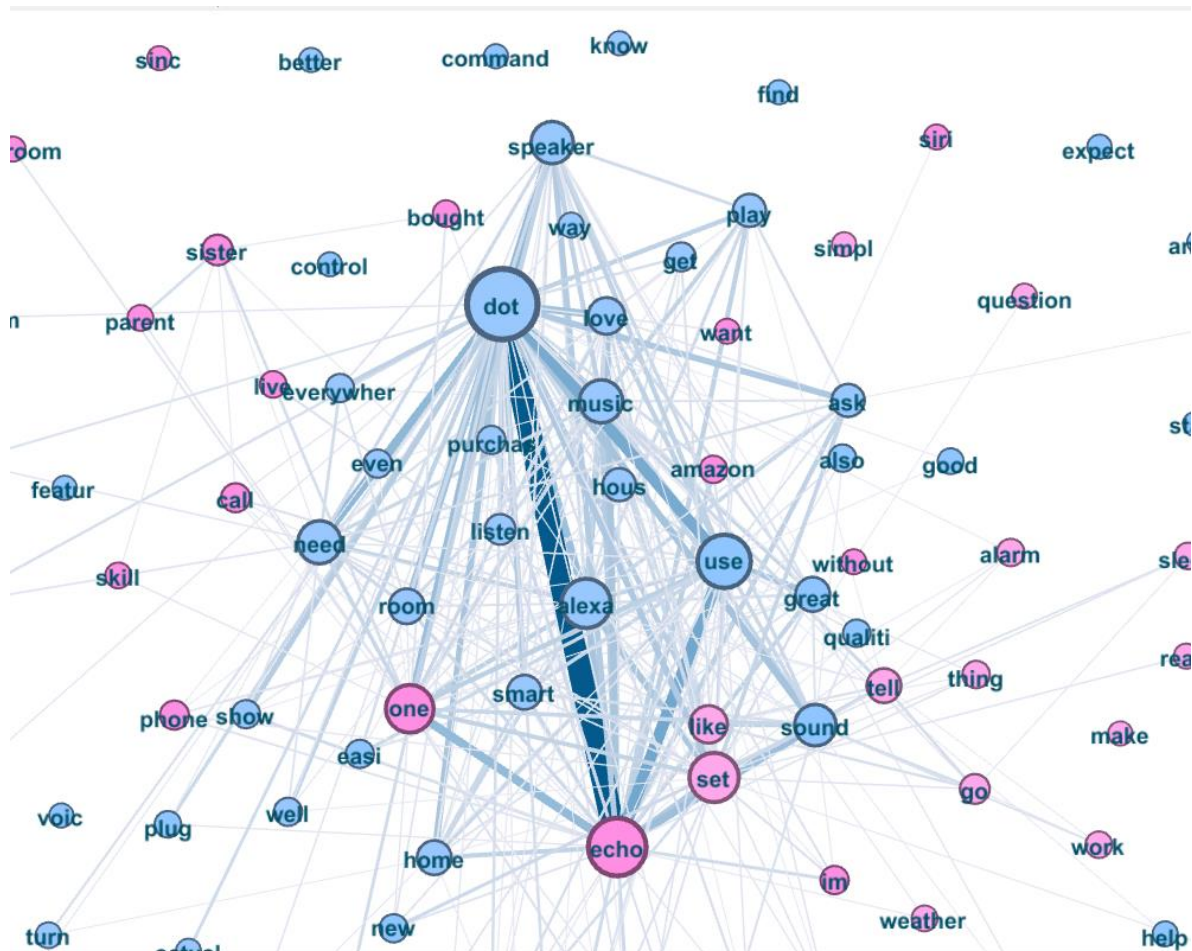 know
sinc
better
command
find
siri
speaker
room
expect
bought
play
way
sister
simpl
get
control
question
dot
love
parent
want
live
everywher
music
ask
purchas
even
amazon
also
good
hous
featur
call
listen
need
use
without
alarm
skill
room
alexa
great
qualiti
smart
tell
thing
one
phone
show
like
sound
make
easi
set
go
voic
plug
well
echo
home
work
im
new
weather
turn
help